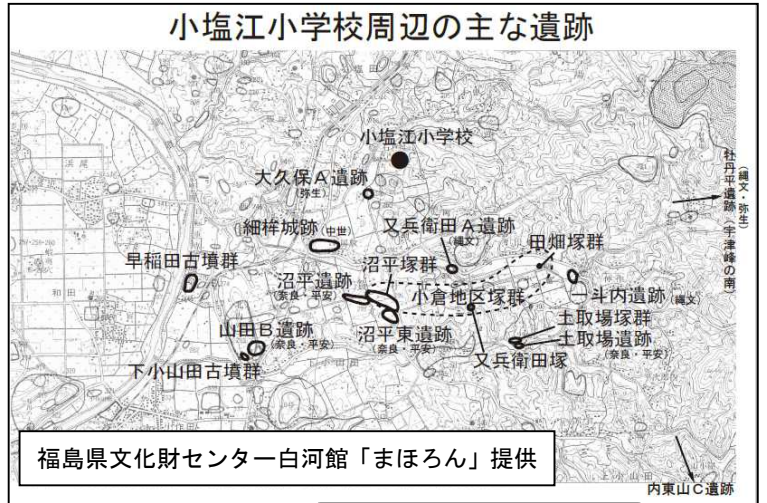 小塩江小学校周辺の主な遺跡
小塩江小学校
大久保A遺跡
(弥生)
細桙城跡(中世)
又兵衛田A遺跡
(縄文)
田畑塚群
早稲田古墳群
沼平塚群
沼平遺跡
(奈良・平安)
小倉地区塚群
一斗内遺跡(縄文)
牡丹平遺跡(宇津峰の南)
(縄文・弥生)
山田B遺跡
(奈良・平安)
沼平東遺跡
(奈良・平安)
土取場塚群
土取場遺跡
(奈良・平安)
又兵衛田塚
下小山田古墳群
福島県文化財センター白河館「まほろん」提供
内東山C遺跡